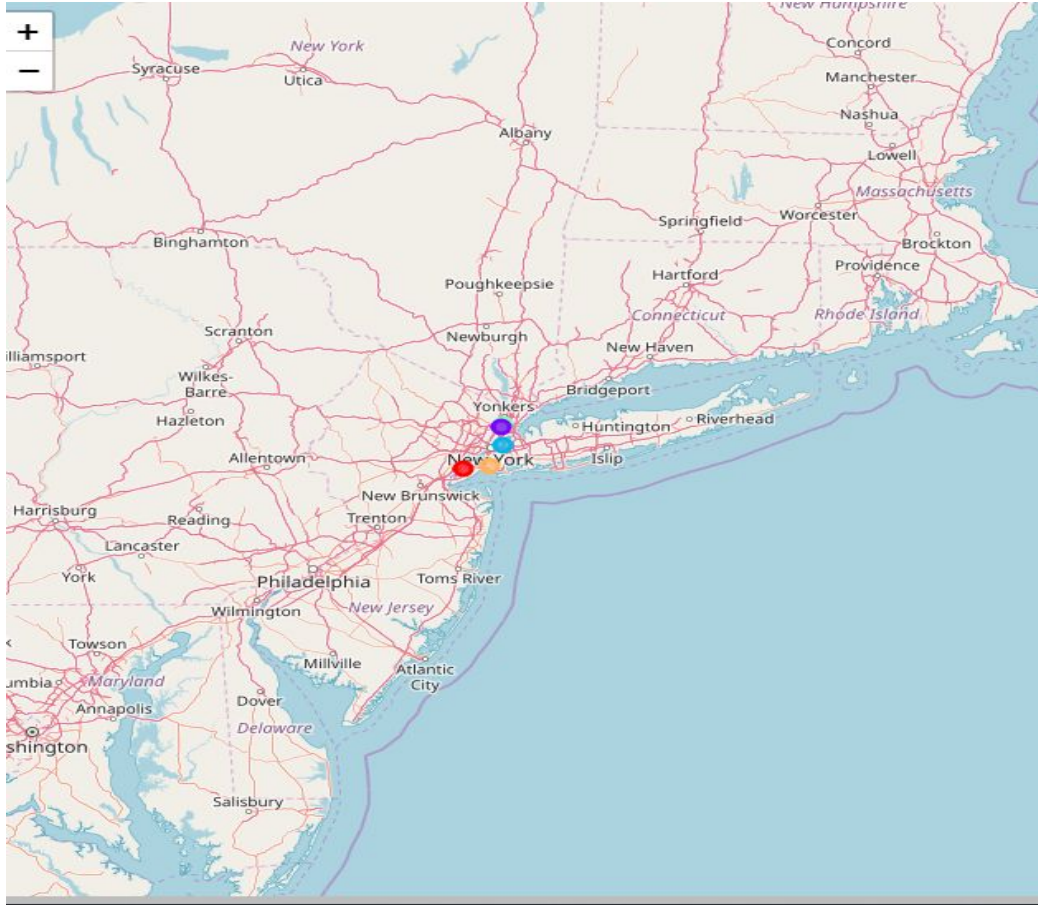 +
−
New Hampshire
New York
Concord
Syracuse
Utica
Manchester
Nashua
Albany
Lowell
Massachusetts
Worcester
Springfield
Binghamton
Brockton
Providence
Hartford
Poughkeepsie
Connecticut
Rhode Island
Scranton
Newburgh
New Haven
illiamsport
Wilkes-
Barre
Bridgeport
Yonkers
Hazleton
Riverhead
Huntington
Allentown
New York
Islip
New Brunswick
Harrisburg
Reading
Trenton
Lancaster
York
Philadelphia
Toms River
Wilmington
New Jersey
Towson
Millville
Atlantic
City
umbia
Maryland
Annapolis
Dover
Delaware
shington
Salisbury